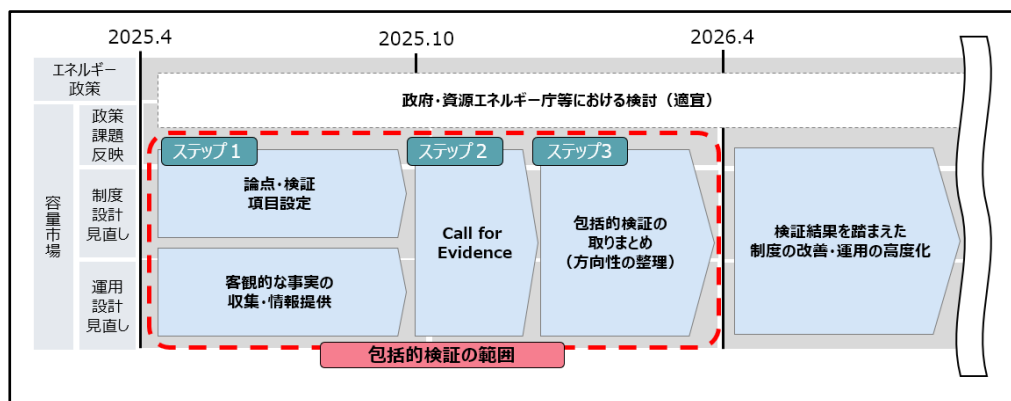 2025.4
2025.10
2026.4
エネルギー
政策
政府・資源エネルギー庁等における検討（適宜）
容量市場
政策
課題
反映
制度
設計
見直し
運用
設計
見直し
ステップ１
論点・検証
項目設定
客観的な事実の
収集・情報提供
ステップ２
Call for
Evidence
ステップ3
包括的検証の
取りまとめ
（方向性の整理）
検証結果を踏まえた
制度の改善・運用の高度化
包括的検証の範囲